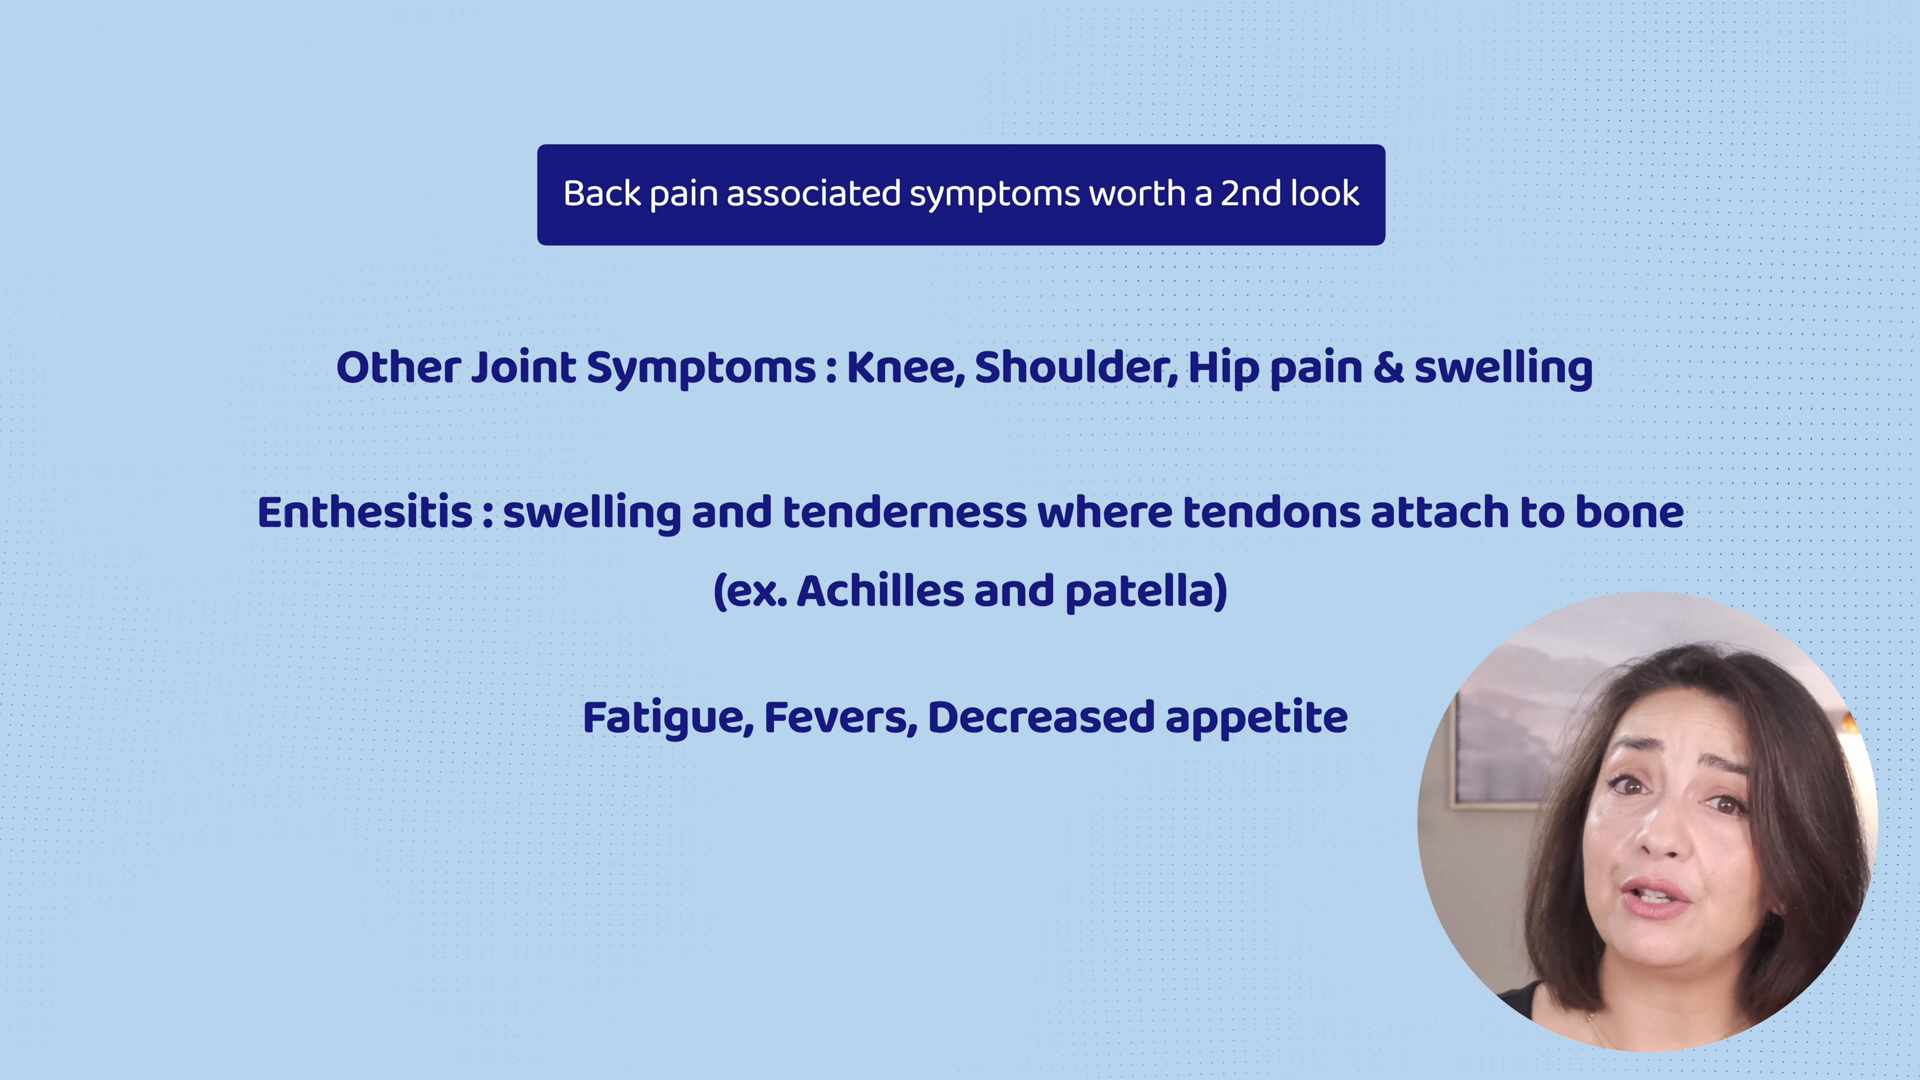 Back pain associated symptoms worth a 2nd look
Other Joint Symptoms : Knee, Shoulder, Hip pain & swelling
Enthesitis : swelling and tenderness where tendons attach to bone
(ex. Achilles and patella)
Fatigue, Fevers, Decreased appetite